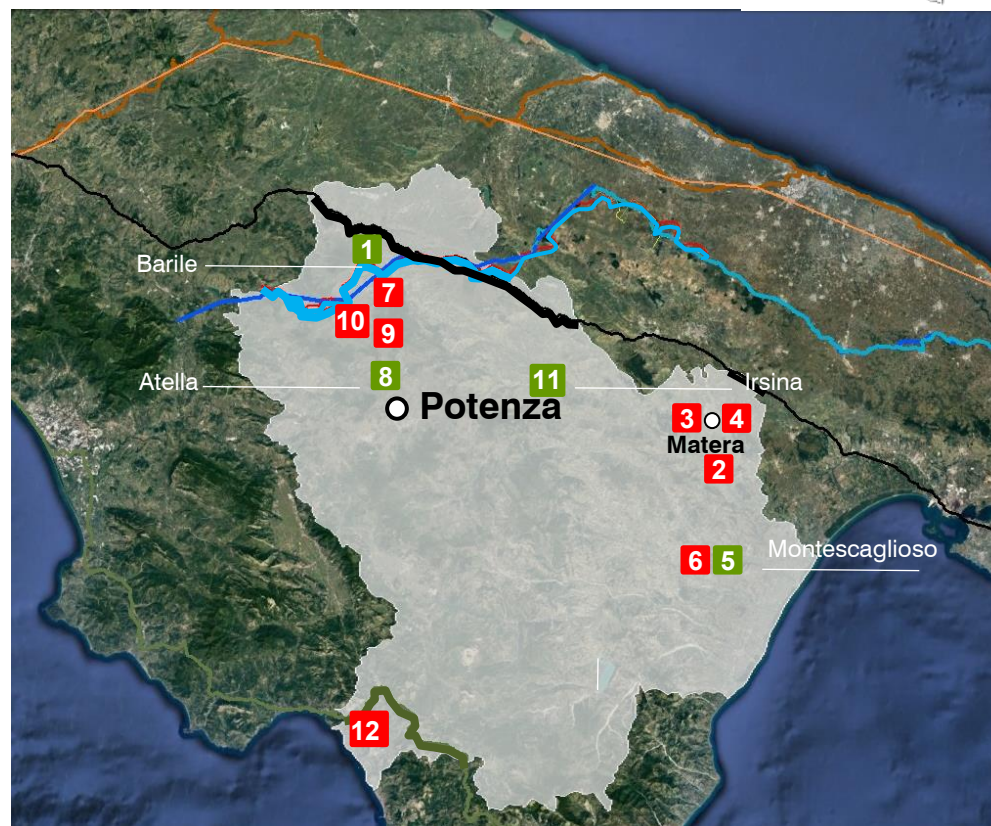 1
Barile
7
10
9
8
Atella
11
Irsina
Potenza
3
4
Matera
2
Montescaglioso
6
5
12